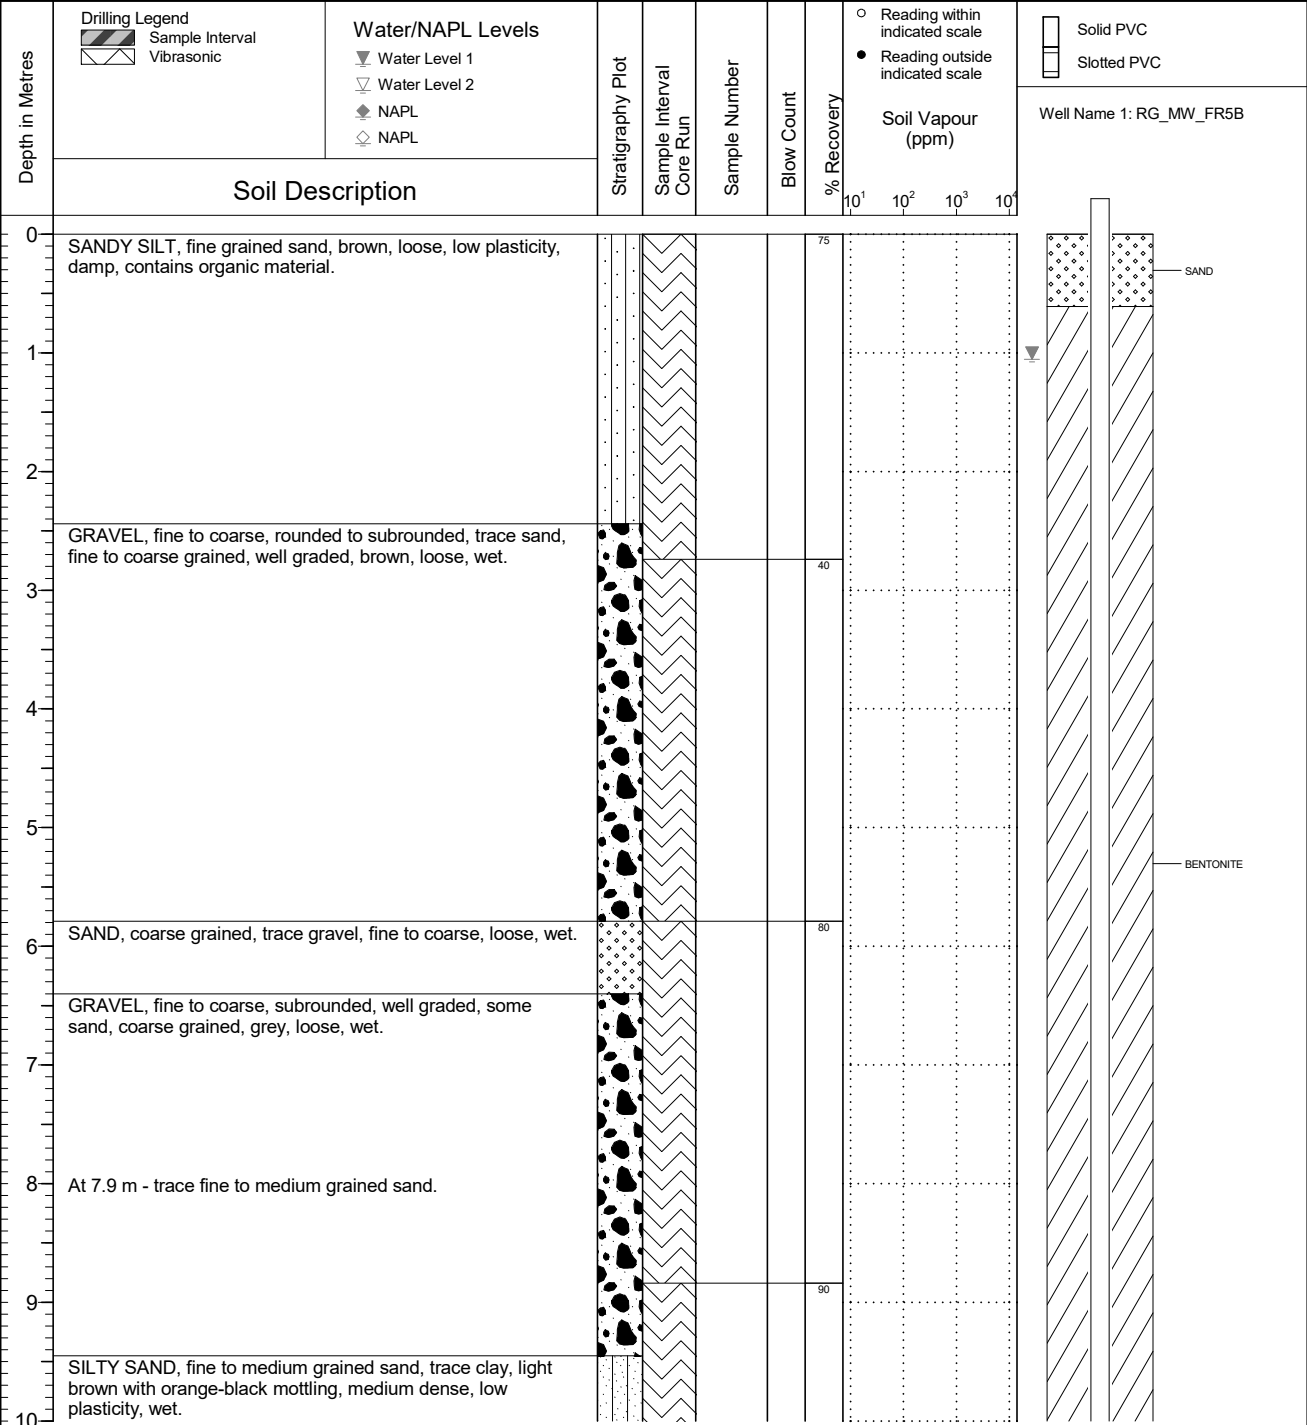 Depth in Metres
Drilling Legend
Sample Interval
Vibrasonic
Water/NAPL Levels
Water Level 1
Water Level 2
NAPL
NAPL
Soil Description
Stratigraphy Plot
Sample Interval
Core Run
Sample Number
Blow Count
% Recovery
Reading within
indicated scale
Reading outside
indicated scale
Soil Vapour
(ppm)
10¹ 10² 10³ 10⁴
Solid PVC
Slotted PVC
Well Name 1: RG_MW_FR5B
0
SANDY SILT, fine grained sand, brown, loose, low plasticity,
damp, contains organic material.
75
SAND
1
2
GRAVEL, fine to coarse, rounded to subrounded, trace sand,
fine to coarse grained, well graded, brown, loose, wet.
40
3
4
5
BENTONITE
SAND, coarse grained, trace gravel, fine to coarse, loose, wet.
80
6
GRAVEL, fine to coarse, subrounded, well graded, some
sand, coarse grained, grey, loose, wet.
7
8
At 7.9 m - trace fine to medium grained sand.
90
9
SILTY SAND, fine to medium grained sand, trace clay, light
brown with orange-black mottling, medium dense, low
plasticity, wet.
10